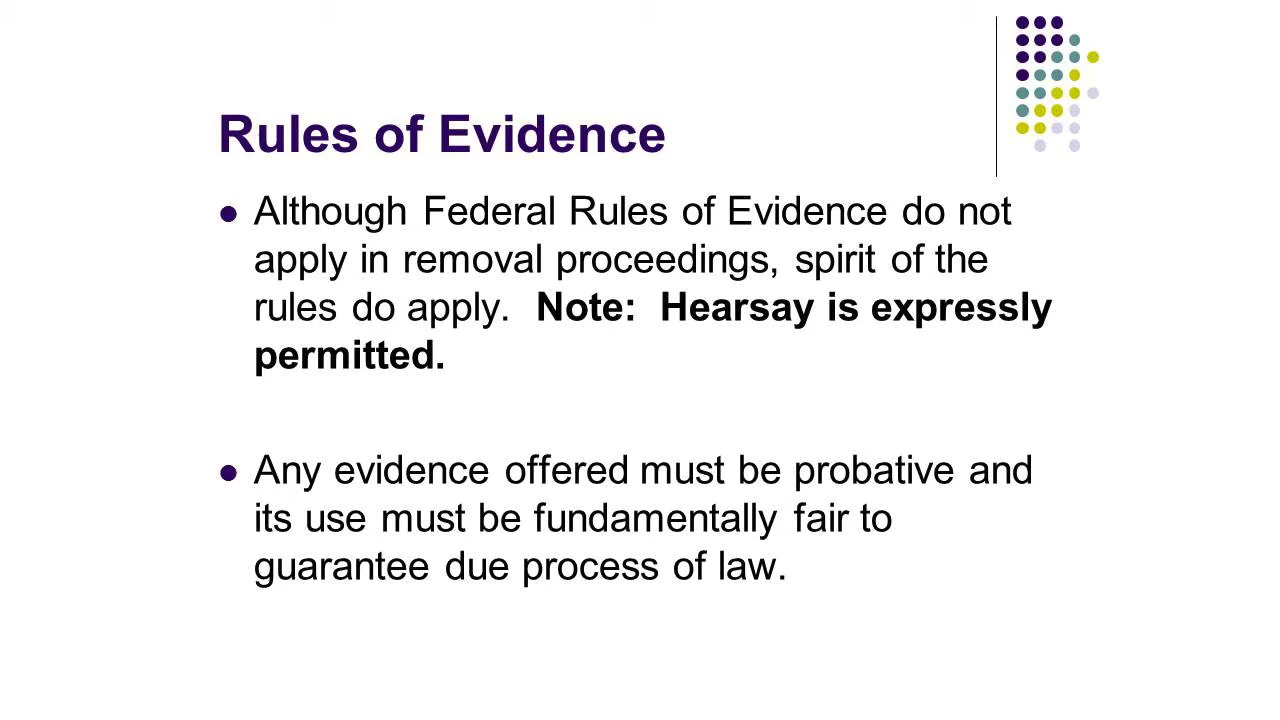 Rules of Evidence
Although Federal Rules of Evidence do not
apply in removal proceedings, spirit of the
rules do apply.  Note:  Hearsay is expressly
permitted.
Any evidence offered must be probative and
its use must be fundamentally fair to
guarantee due process of law.